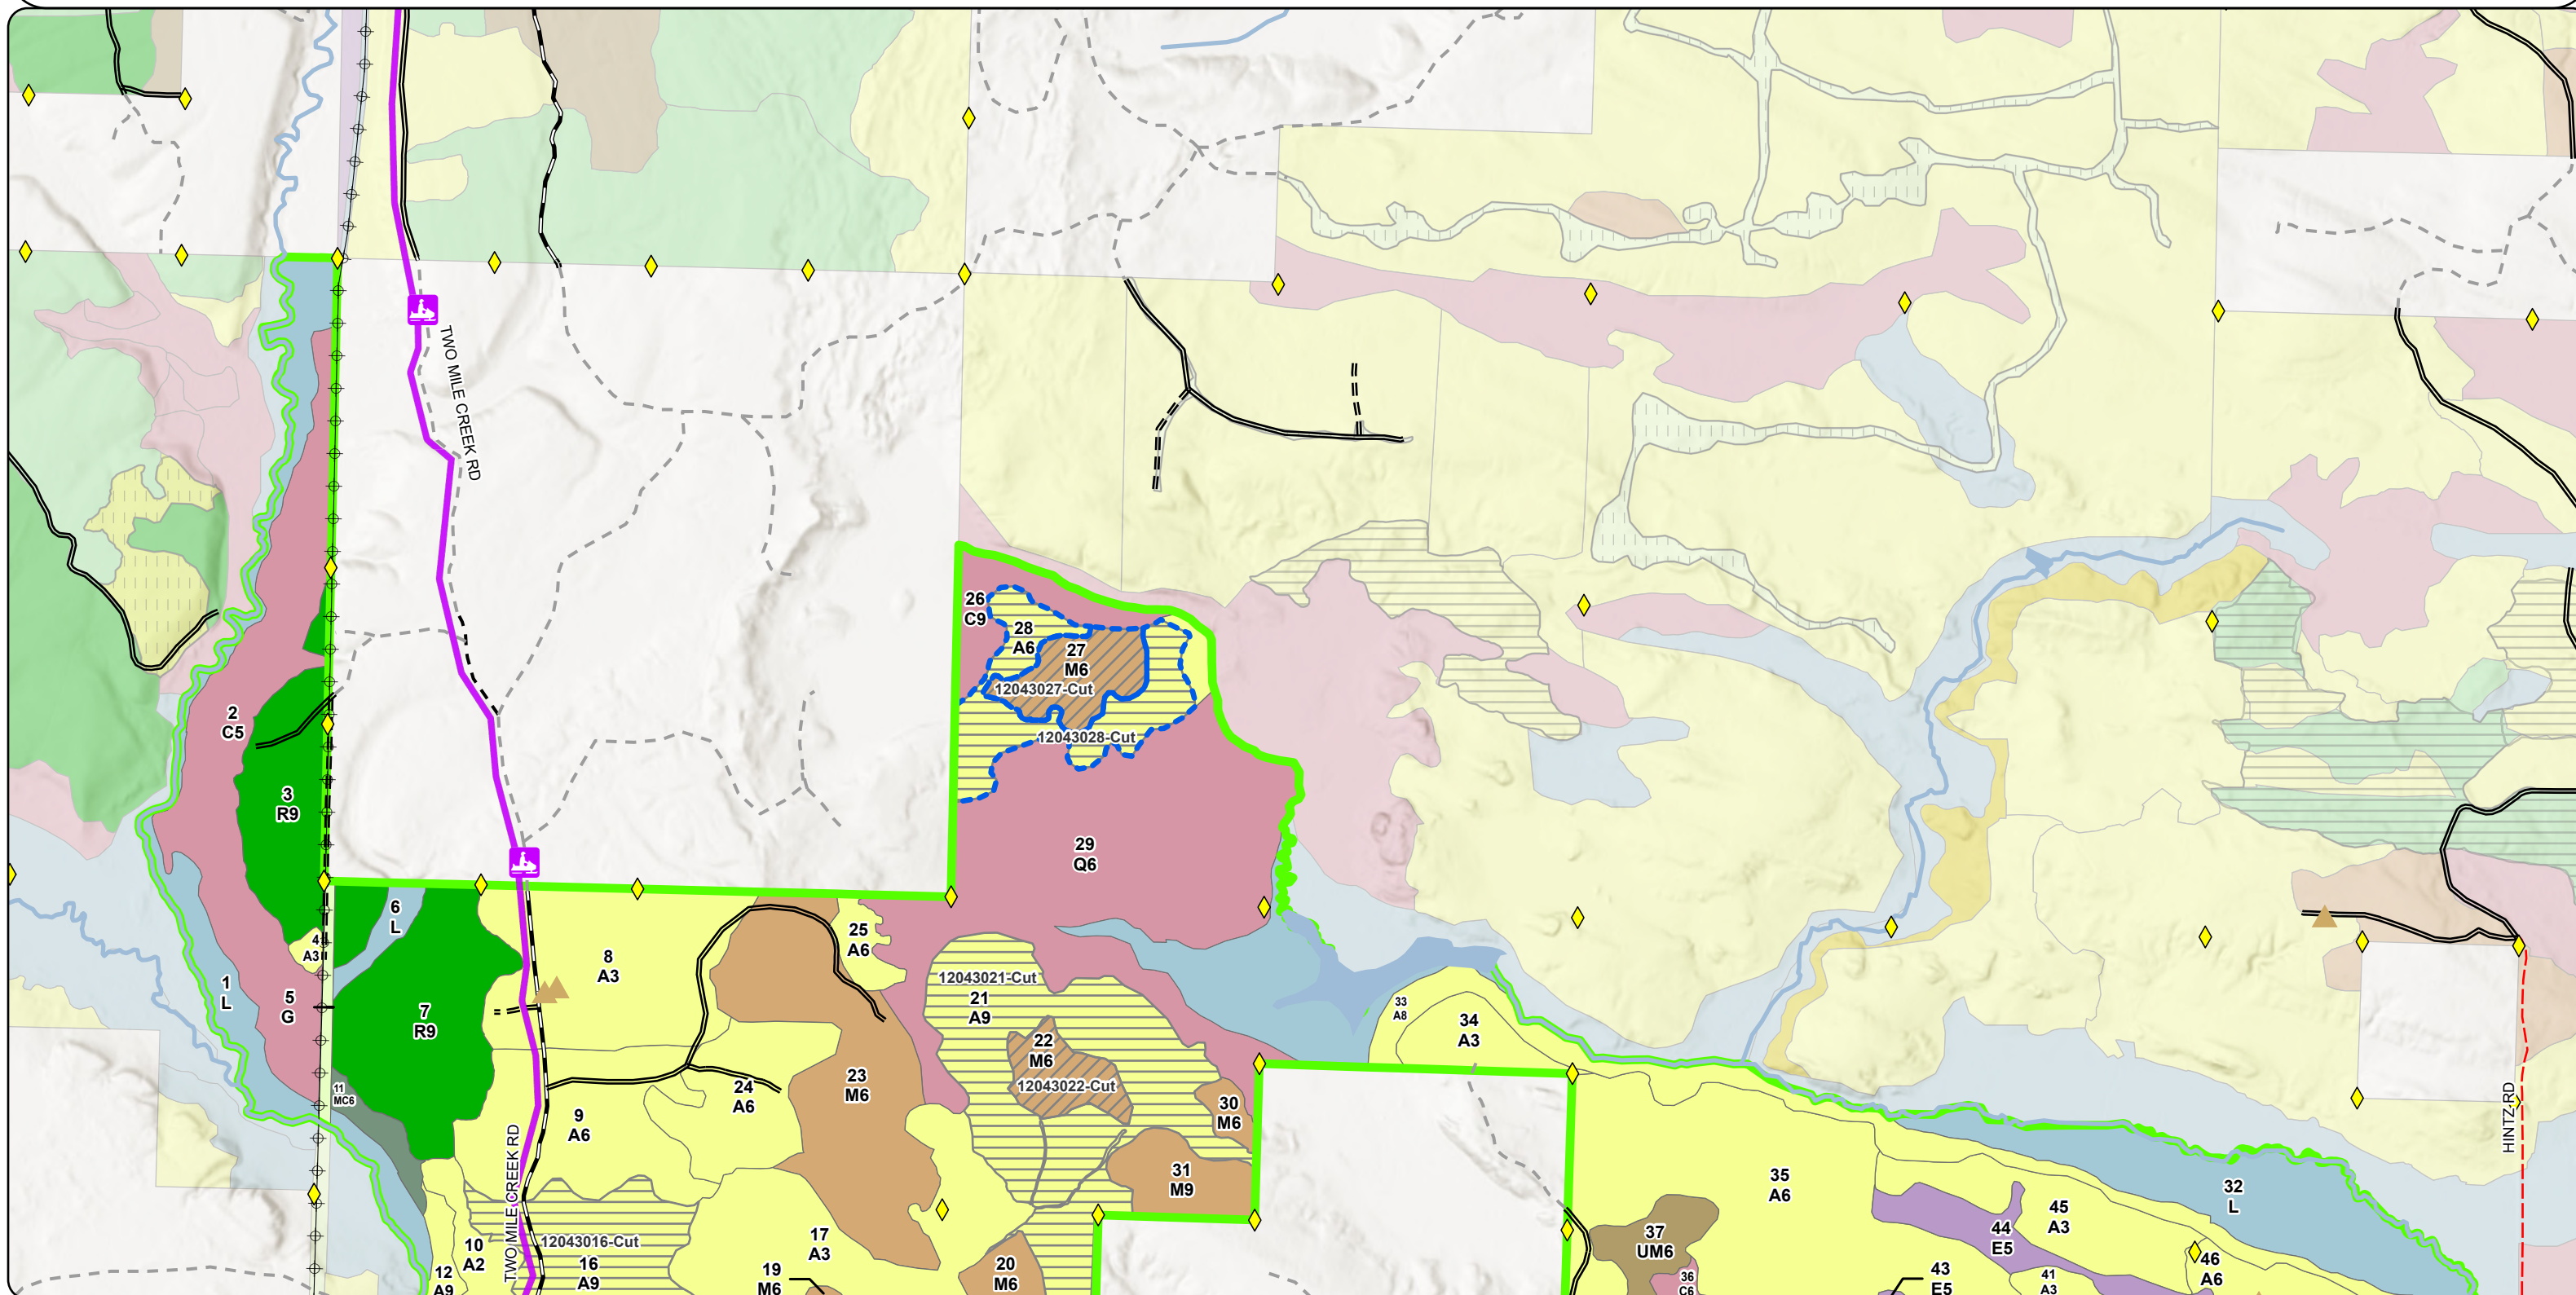 TWO MILE CREEK RD
26
C9
28
A6
27
M6
12043027-Cut
12043028-Cut
2
C5
3
R9
29
Q6
6
L
4
A3
25
A6
8
A3
1
L
5
G
7
R9
12043021-Cut
21
A9
33
A8
34
A3
22
M6
12043022-Cut
23
M6
24
A6
11
MC6
9
A6
30
M6
31
M9
HINTZ RD
TWO MILE CREEK RD
35
A6
32
L
45
A3
44
E5
37
UM6
17
A3
12043016-Cut
10
A2
16
A9
12
A9
19
M6
20
M6
36
C6
43
E5
41
A3
46
A6